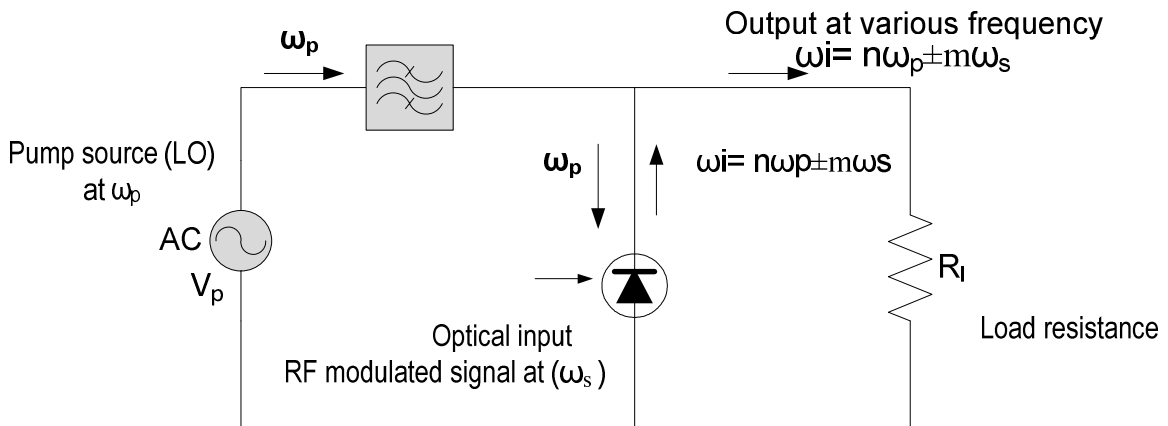 Output at various frequency
ωi= nωₚ±mωₛ
ωₚ
Pump source (LO)
at ωₚ
ωₚ
ωi= nωp±mωs
AC
Vₚ
Rₗ
Optical input
RF modulated signal at (ωₛ )
Load resistance